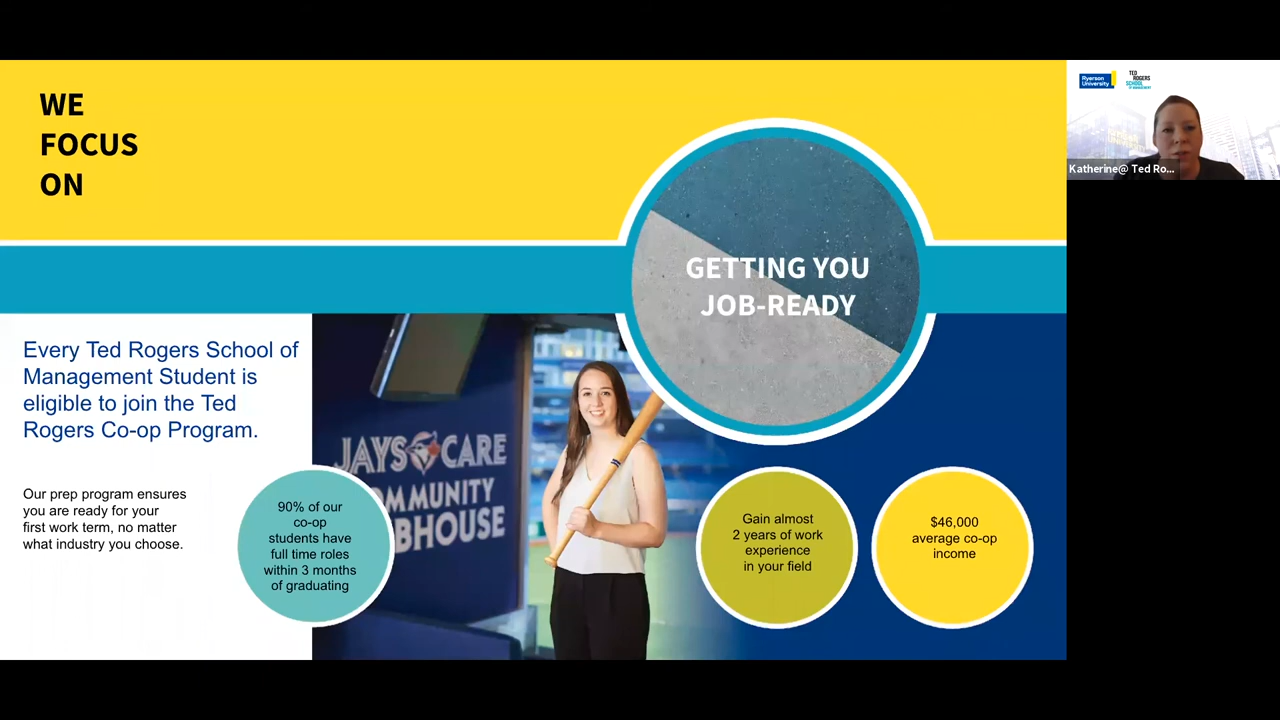 WE
FOCUS
ON
GETTING YOU
JOB-READY
Every Ted Rogers School of
Management Student is
eligible to join the Ted
Rogers Co-op Program.
Our prep program ensures
you are ready for your
first work term, no matter
what industry you choose.
90% of our
co-op
students have
full time roles
within 3 months
of graduating
JAYS CARE
OMMUNITY
BHOUSE
Gain almost
2 years of work
experience
in your field
$46,000
average co-op
income
Ryerson
University
TED
ROGERS
SCHOOL
OF MANAGEMENT
Katherine@ Ted Ro...